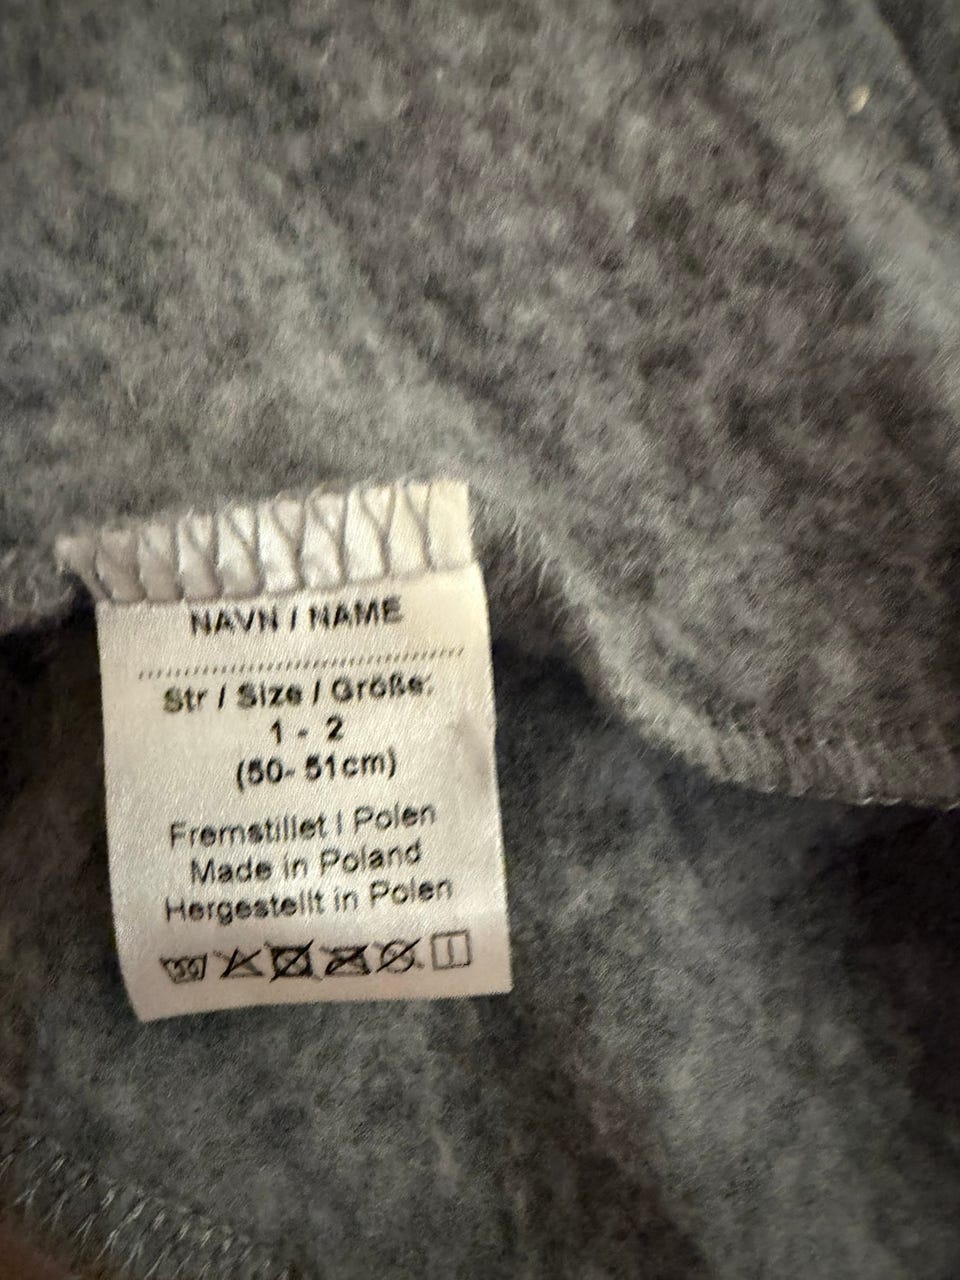 NAVN / NAME
Str / Size / Größe:
1 - 2
(50- 51cm)
Fremstillet i Polen
Made in Poland
Hergestellt in Polen